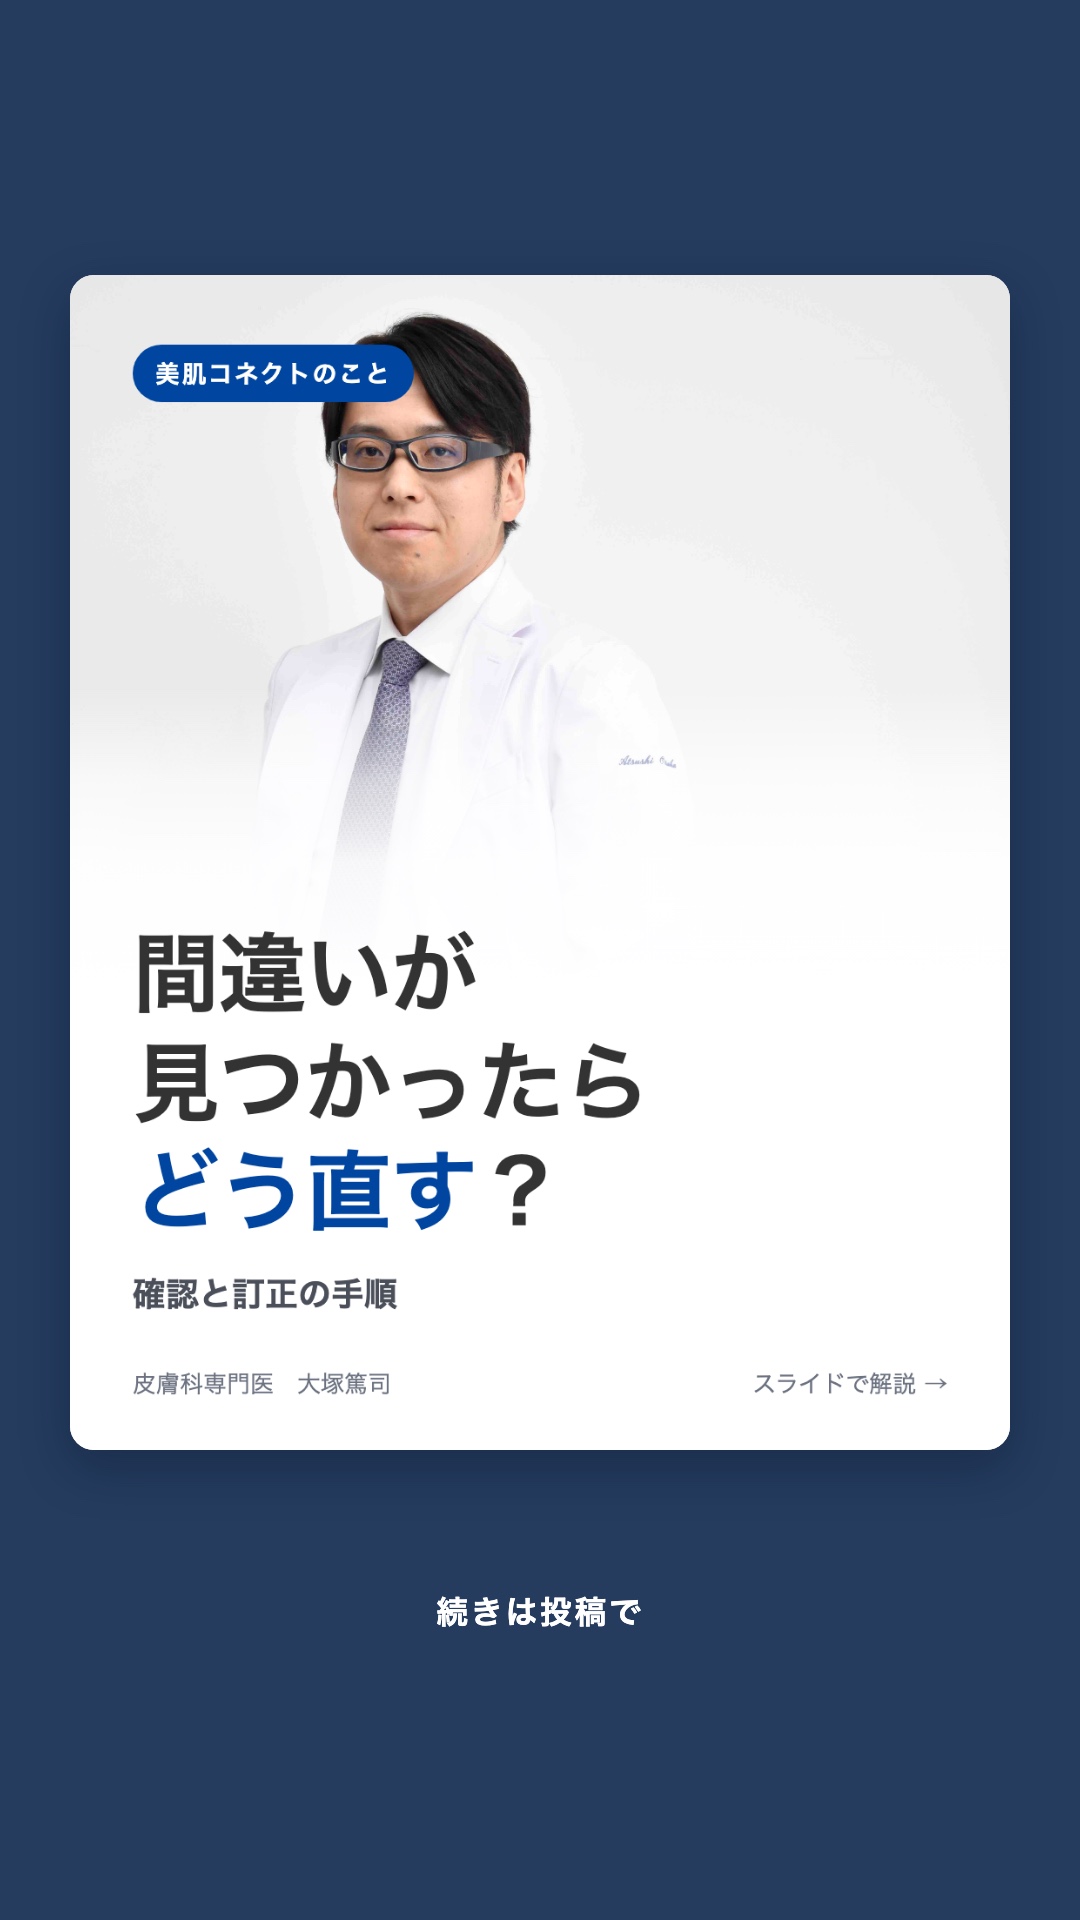 美肌コネクトのこと
Atsushi
間違いが
見つかったら
どう直す？
確認と訂正の手順
皮膚科専門医　大塚篤司
スライドで解説 →
続きは投稿で